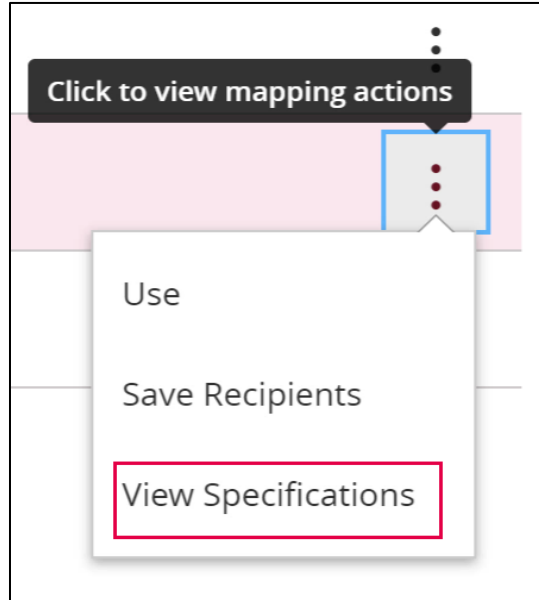 Click to view mapping actions
Use
Save Recipients
View Specifications